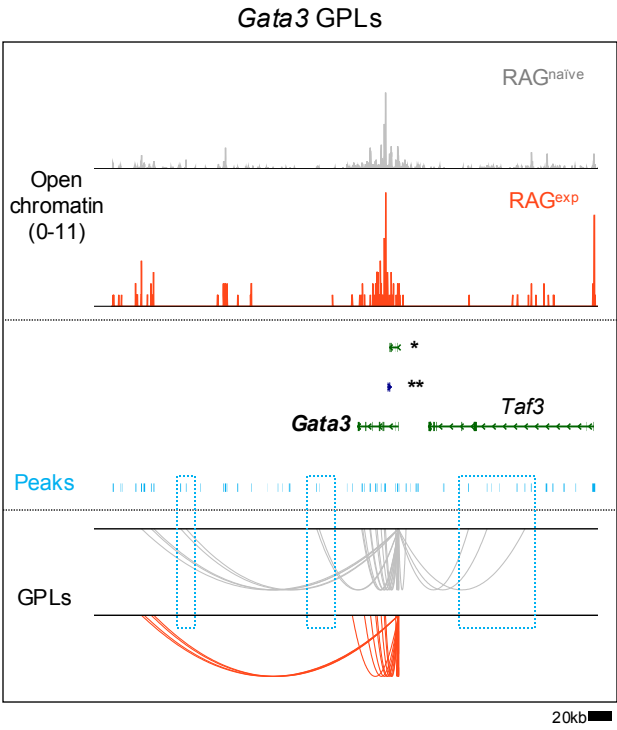 Gata3 GPLs
RAGnaïve
Open
chromatin
(0-11)
RAGexp
*
**
Gata3
Taf3
Peaks
GPLs
20kb